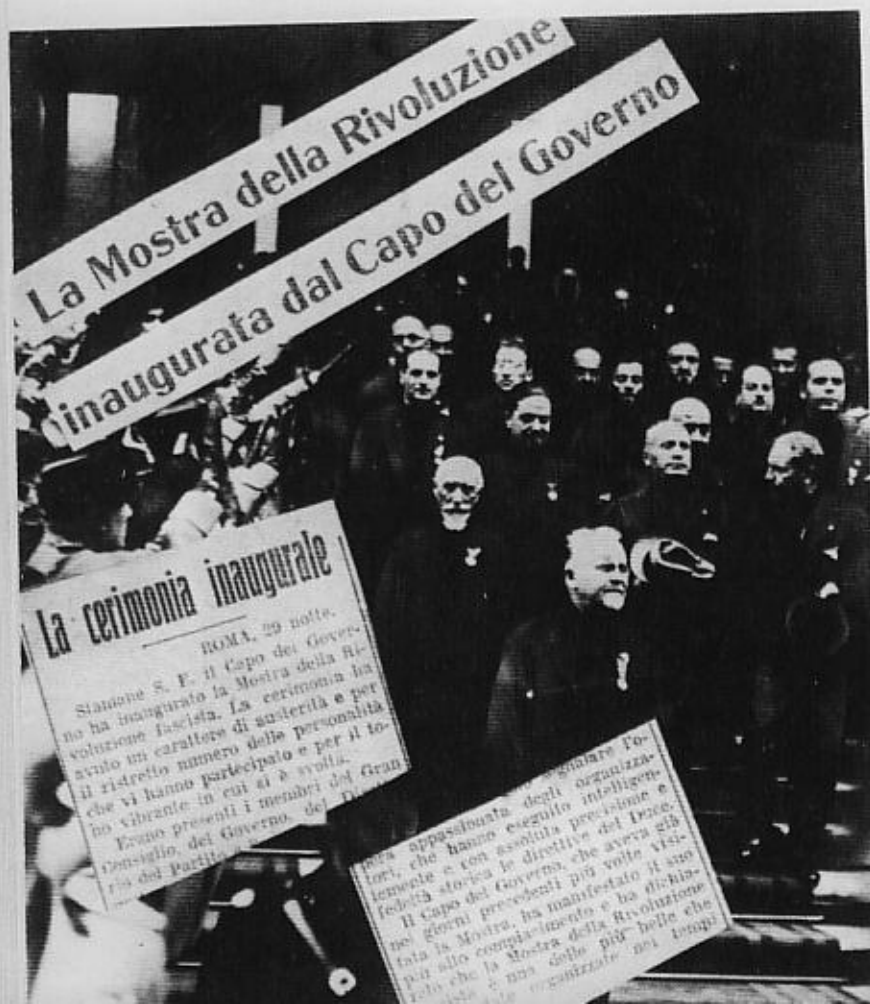 La Mostra della Rivoluzione
inaugurata dal Capo del Governo
La cerimonia inaugurale
ROMA, 29 notte.
Stamane S. E. il Capo del Gover-
no ha inaugurato la Mostra della Ri-
voluzione fascista. La cerimonia ha
avuto un carattere di austerità e per
il ristretto numero delle personalità
che vi hanno partecipato e per il to-
no vibrante in cui si è svolta.
Erano presenti i membri del Gran
Consiglio, del Governo, del
rio del Partito
segnalare l'o-
pera appassionata degli organizza-
tori, che hanno eseguito intelligen-
temente e con assoluta precisione e
fedeltà storica le direttive del Duce.
Il Capo del Governo, che aveva già
nei giorni precedenti più volte visi-
tata la Mostra, ha manifestato il suo
più alto compiacimento e ha dichia-
rato che la Mostra della Rivoluzione
è una delle più belle che
organizzate nei tempi